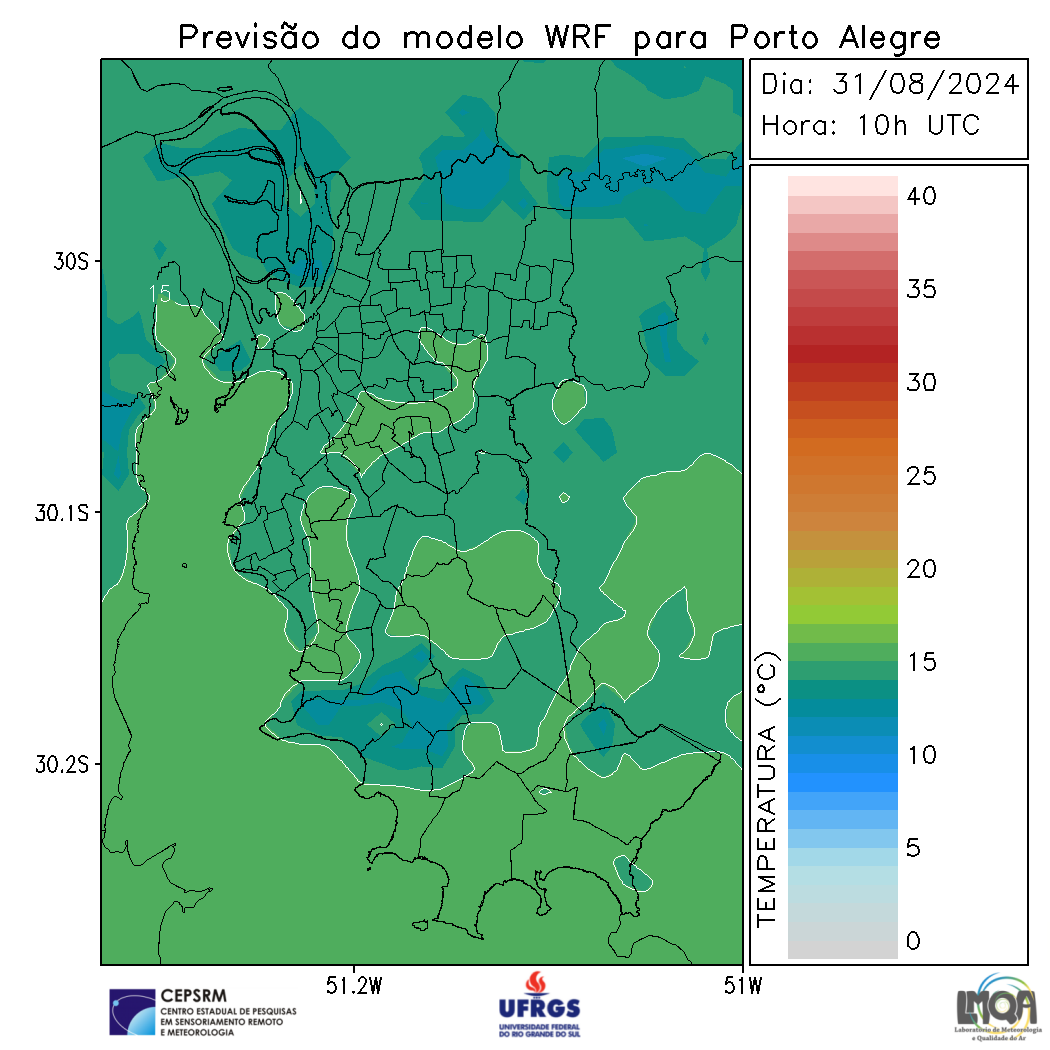 Previsão do modelo WRF para Porto Alegre
Dia: 31/08/2024
Hora: 10h UTC
30S
30.1S
30.2S
51.2W
51W
15
TEMPERATURA (°C)
40
35
30
25
20
15
10
5
0
CEPSRM
CENTRO ESTADUAL DE PESQUISAS
EM SENSORIAMENTO REMOTO
E METEOROLOGIA
UFRGS
UNIVERSIDADE FEDERAL
DO RIO GRANDE DO SUL
LMQA
Laboratório de Meteorologia
e Qualidade do Ar